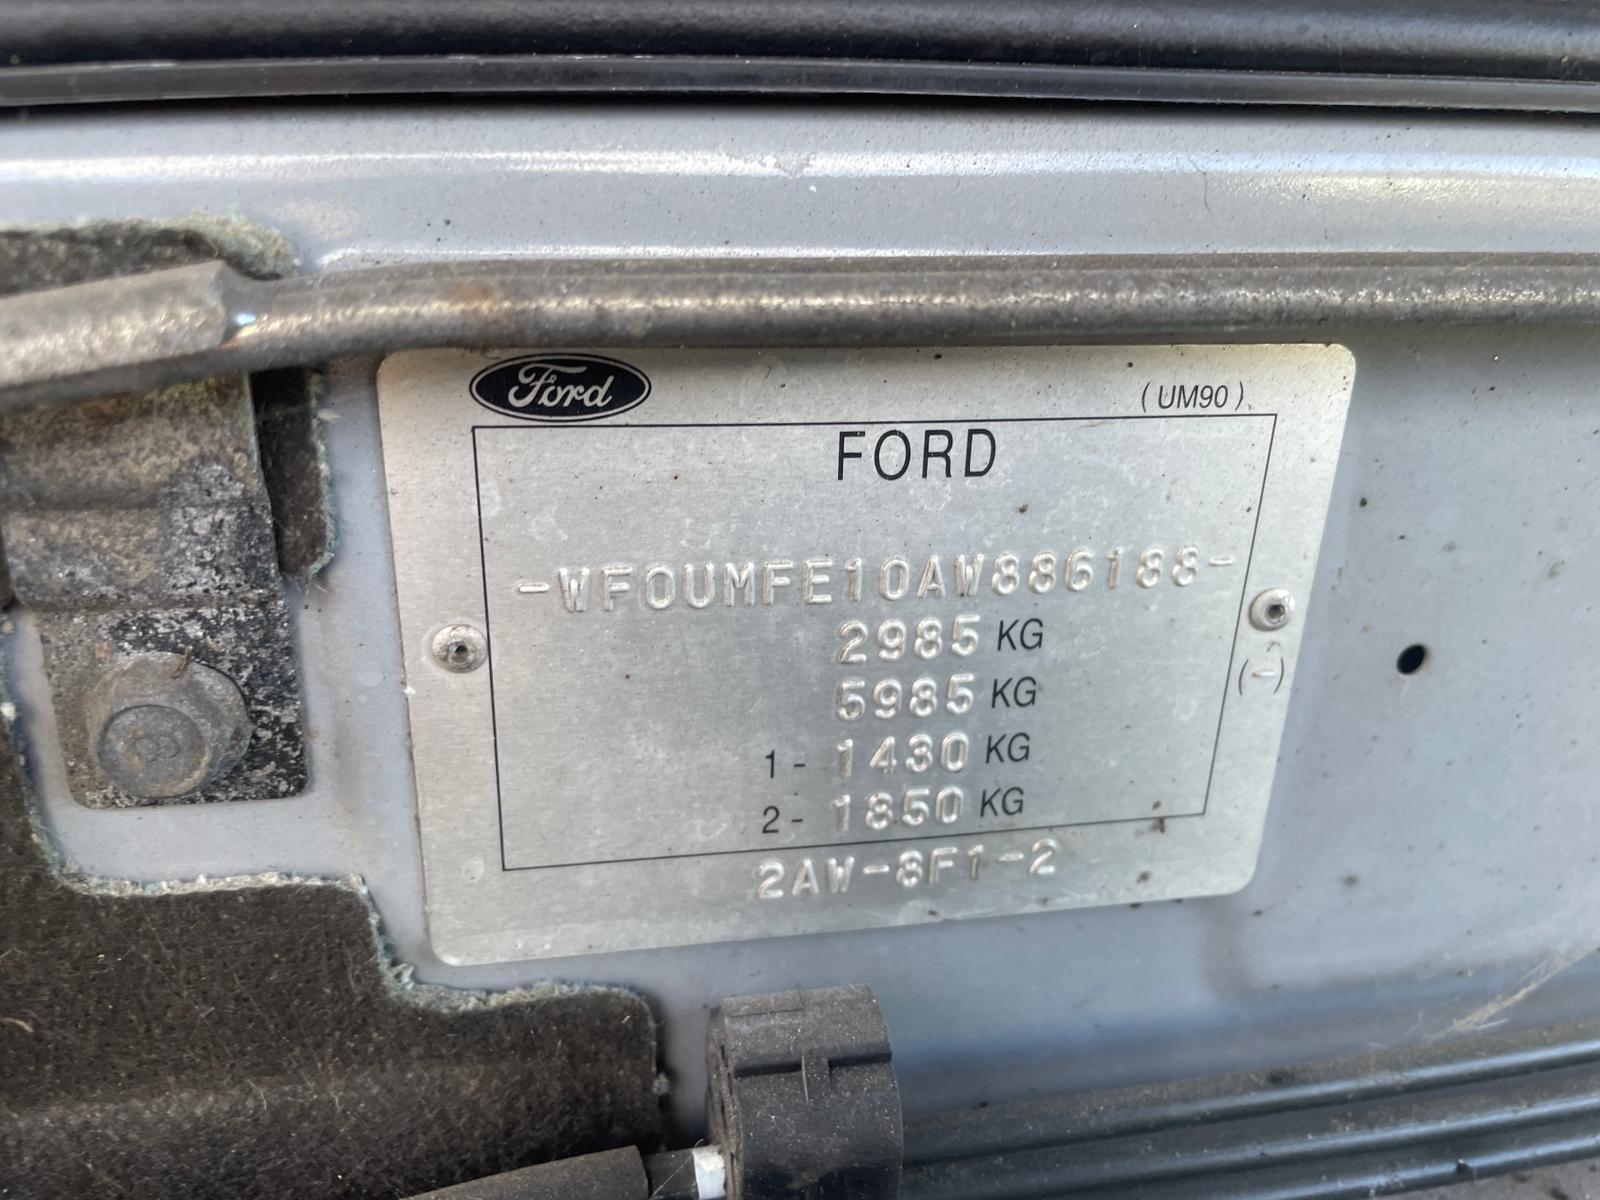 Ford
( UM90 )
FORD
-WF0UMFE10AW886188-
2985 KG
5985 KG
1 - 1430 KG
2 - 1850 KG
(-)
2AW-8F1-2